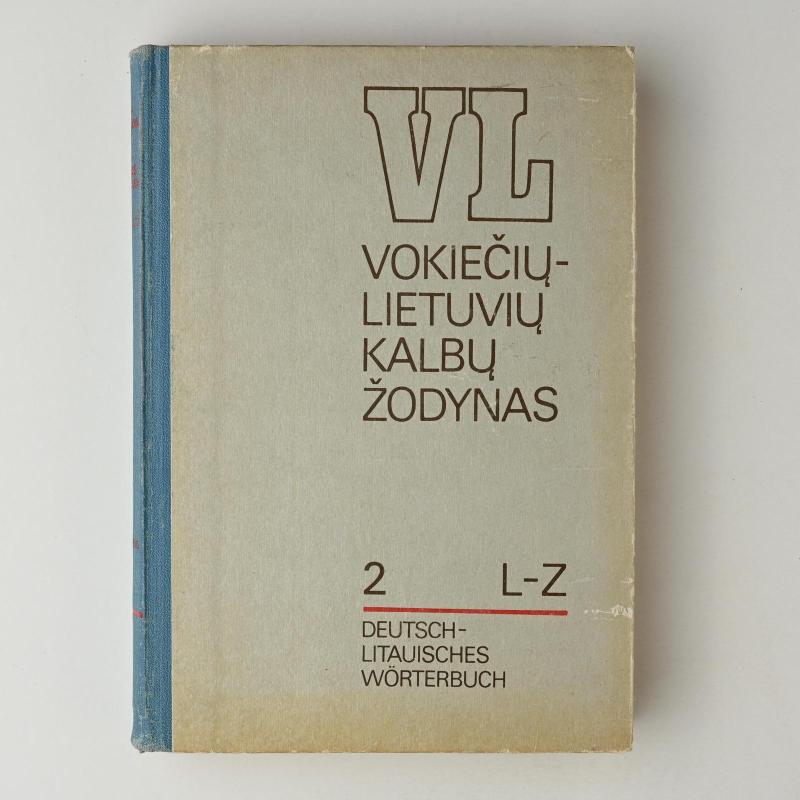 VL
VOKIEČIŲ-
LIETUVIŲ
KALBŲ
ŽODYNAS
2 L-Z
DEUTSCH-
LITAUISCHES
WÖRTERBUCH